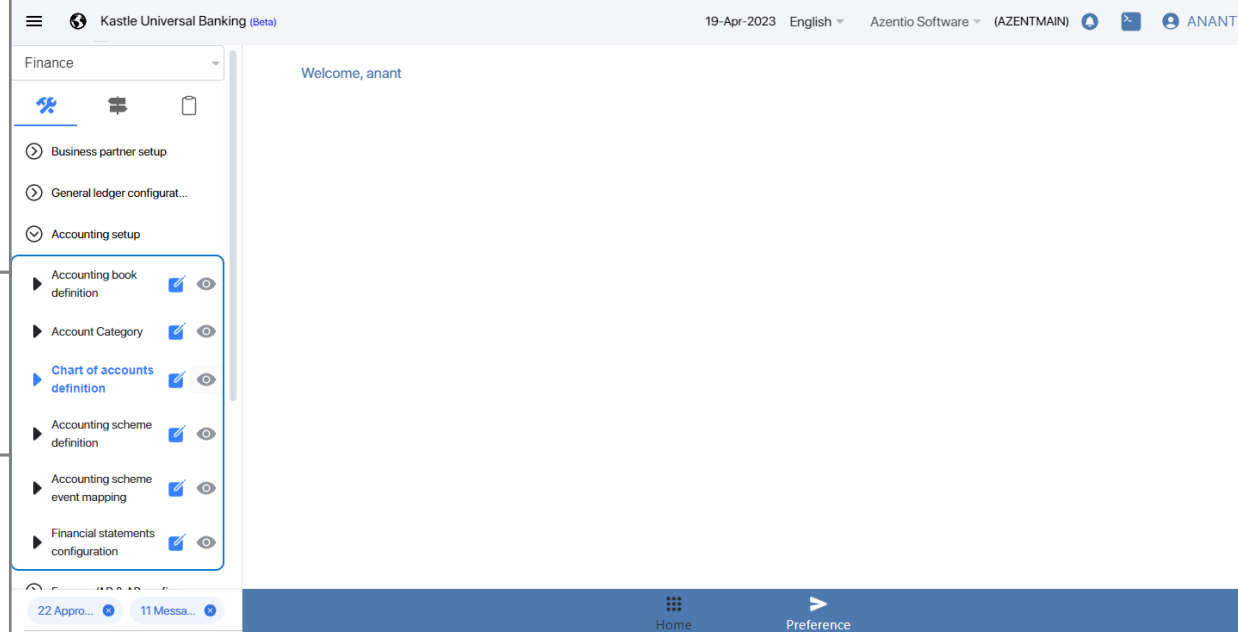 Kastle Universal Banking (Beta)
19-Apr-2023 English Azentio Software (AZENTMAIN) ANANT
Finance
Welcome, anant
Business partner setup
General ledger configurat...
Accounting setup
Accounting book
definition
Account Category
Chart of accounts
definition
Accounting scheme
definition
Accounting scheme
event mapping
Financial statements
configuration
22 Appro...
11 Messa...
Home
Preference